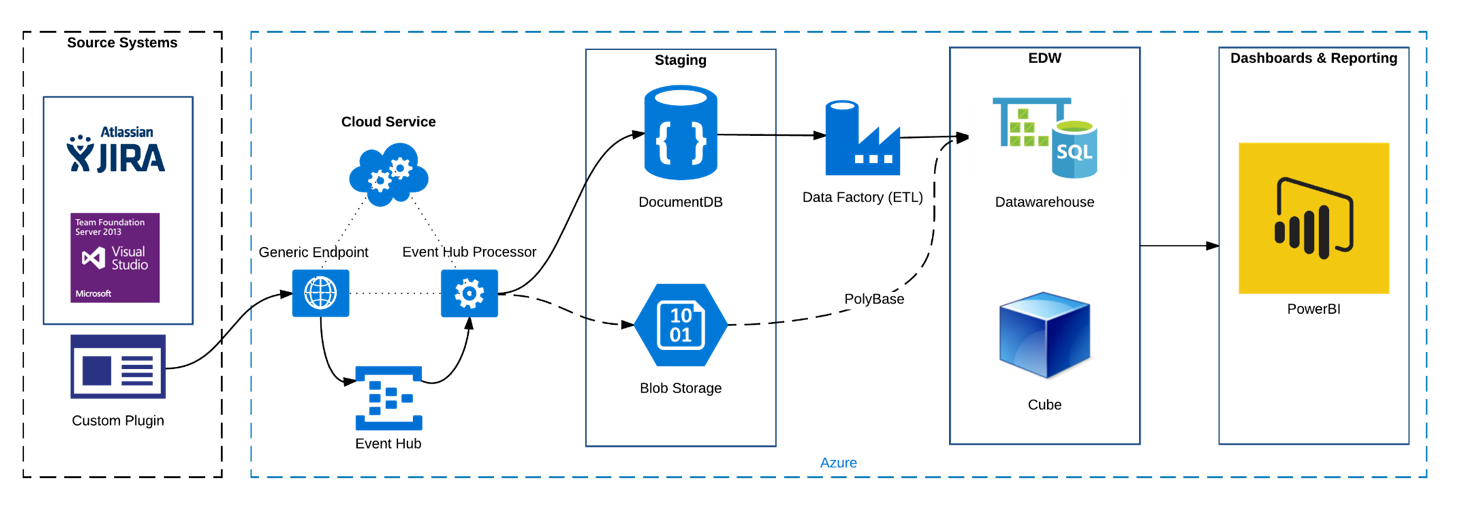 Source Systems
Atlassian
JIRA
Team Foundation
Server 2013
Visual
Studio
Microsoft
Custom Plugin
Cloud Service
Generic Endpoint
Event Hub Processor
Event Hub
Staging
{ }
DocumentDB
10
01
Blob Storage
Data Factory (ETL)
PolyBase
EDW
SQL
Datawarehouse
Cube
Dashboards & Reporting
PowerBI
Azure